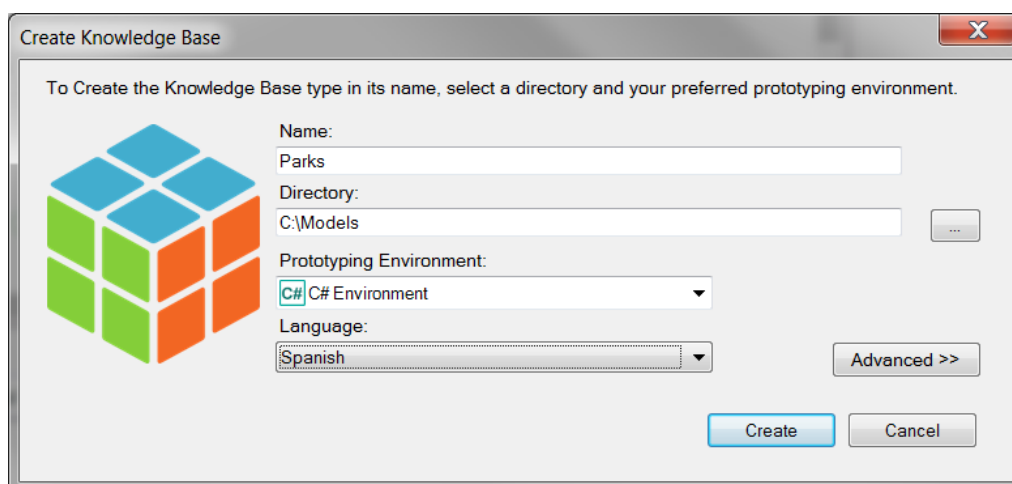 Create Knowledge Base
X
To Create the Knowledge Base type in its name, select a directory and your preferred prototyping environment.
Name:
Parks
Directory:
C:\Models
...
Prototyping Environment:
C# C# Environment
Language:
Spanish
Advanced >>
Create
Cancel